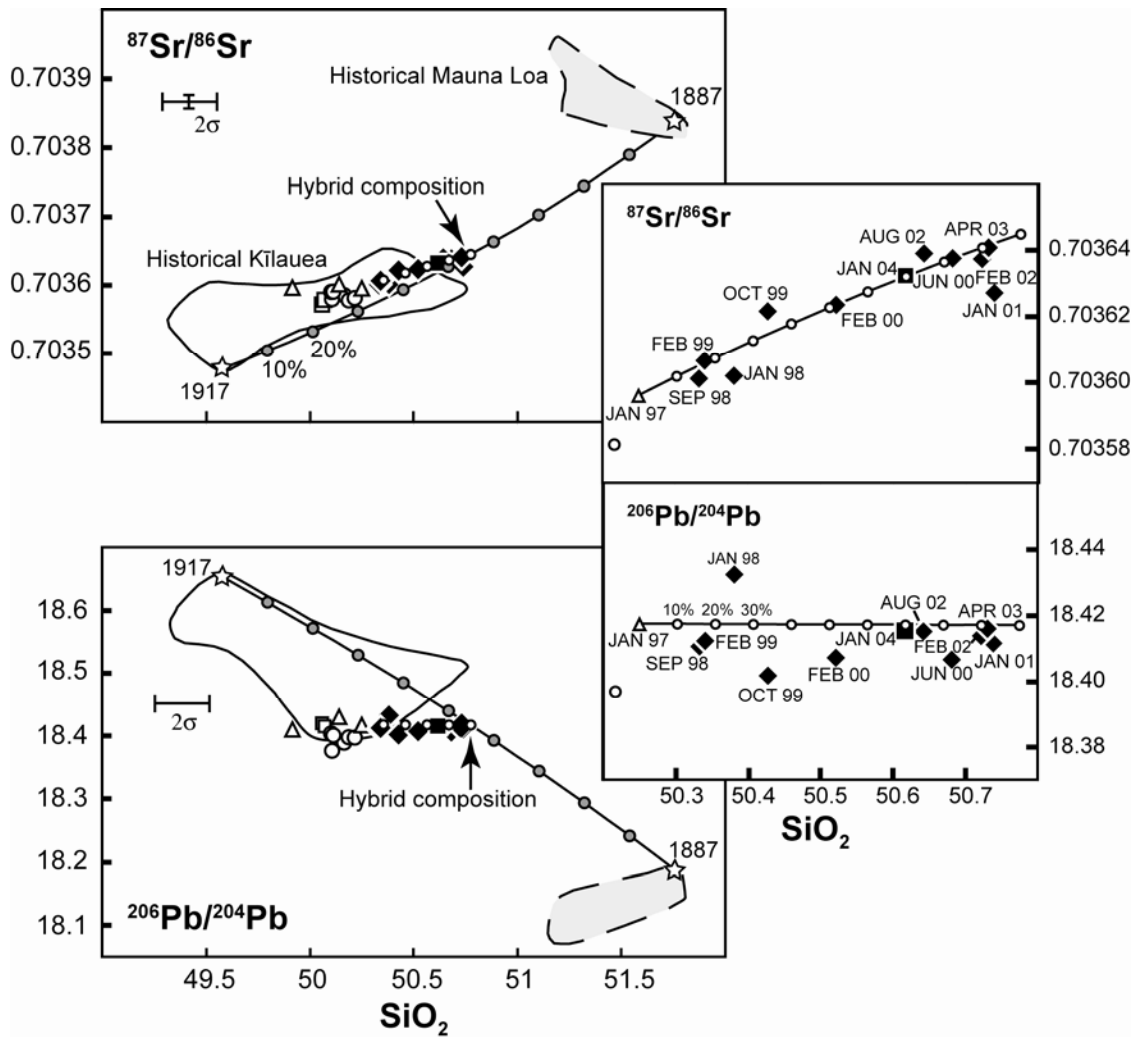 ⁸⁷Sr/⁸⁶Sr
0.7039
0.7038
0.7037
0.7036
0.7035
2σ
Historical Mauna Loa
1887
Hybrid composition
Historical Kīlauea
10%
20%
1917
⁸⁷Sr/⁸⁶Sr
AUG 02
APR 03
0.70364
JAN 04
JUN 00
FEB 02
OCT 99
JAN 01
0.70362
FEB 00
FEB 99
JAN 98
0.70360
SEP 98
JAN 97
0.70358
²⁰⁶Pb/²⁰⁴Pb
18.44
JAN 98
AUG 02
10%
20%
30%
APR 03
18.42
JAN 97
JAN 04
FEB 02
SEP 98
FEB 99
FEB 00
JUN 00
JAN 01
OCT 99
18.40
18.38
50.3
50.4
50.5
50.6
50.7
SiO₂
1917
18.6
18.5
2σ
18.4
18.3
Hybrid composition
18.2
1887
18.1
²⁰⁶Pb/²⁰⁴Pb
49.5
50
50.5
51
51.5
SiO₂